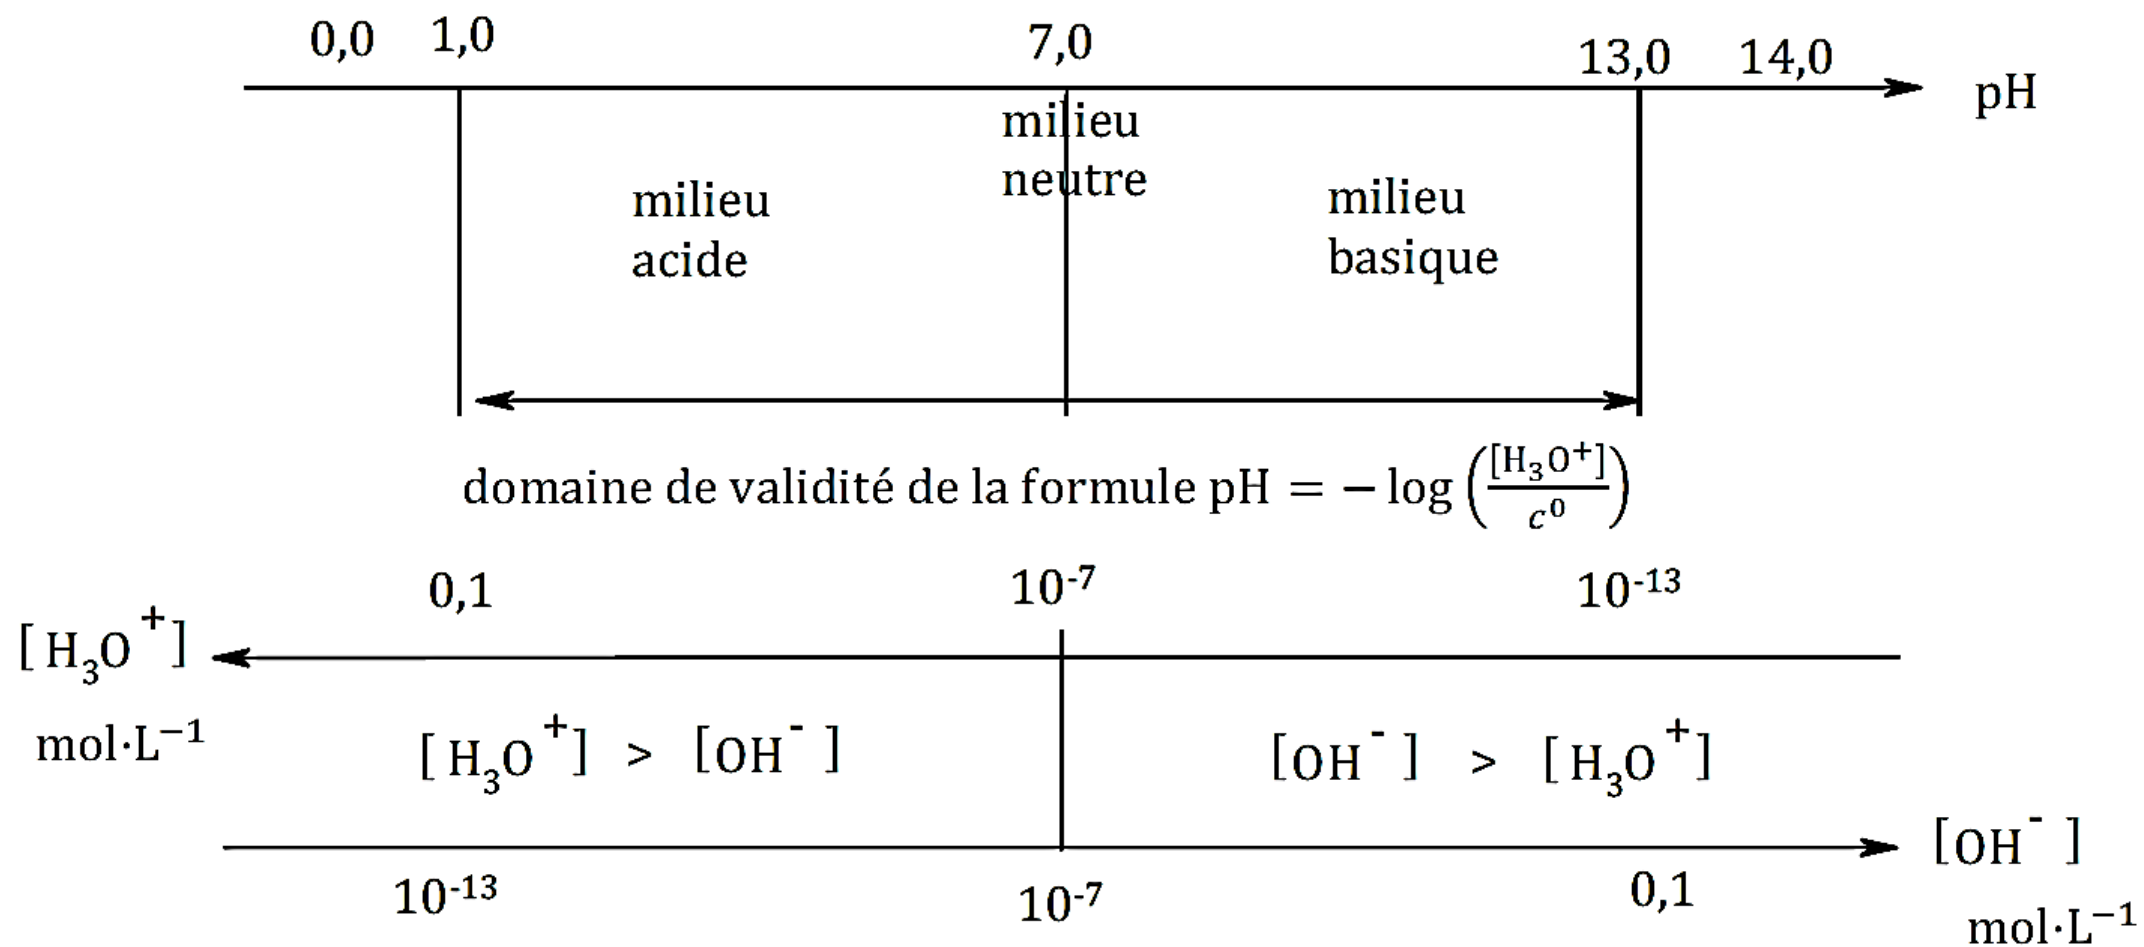 0,0 1,0 7,0 13,0 14,0
pH
milieu
neutre
milieu
acide
milieu
basique
domaine de validité de la formule pH = − log ([H₃O⁺]/c⁰)
0,1 10⁻⁷ 10⁻¹³
[H₃O⁺]
mol·L⁻¹
[H₃O⁺] > [OH⁻] [OH⁻] > [H₃O⁺]
[OH⁻]
10⁻¹³ 10⁻⁷ 0,1
mol·L⁻¹